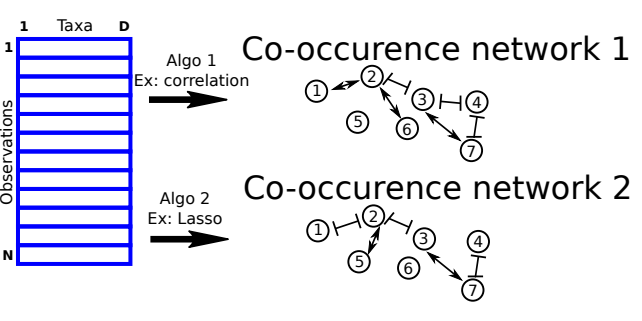 1 Taxa D
1
Observations
N
Algo 1
Ex: correlation
Co-occurence network 1
1
2
3
4
5
6
7
Algo 2
Ex: Lasso
Co-occurence network 2
1
2
3
4
5
6
7